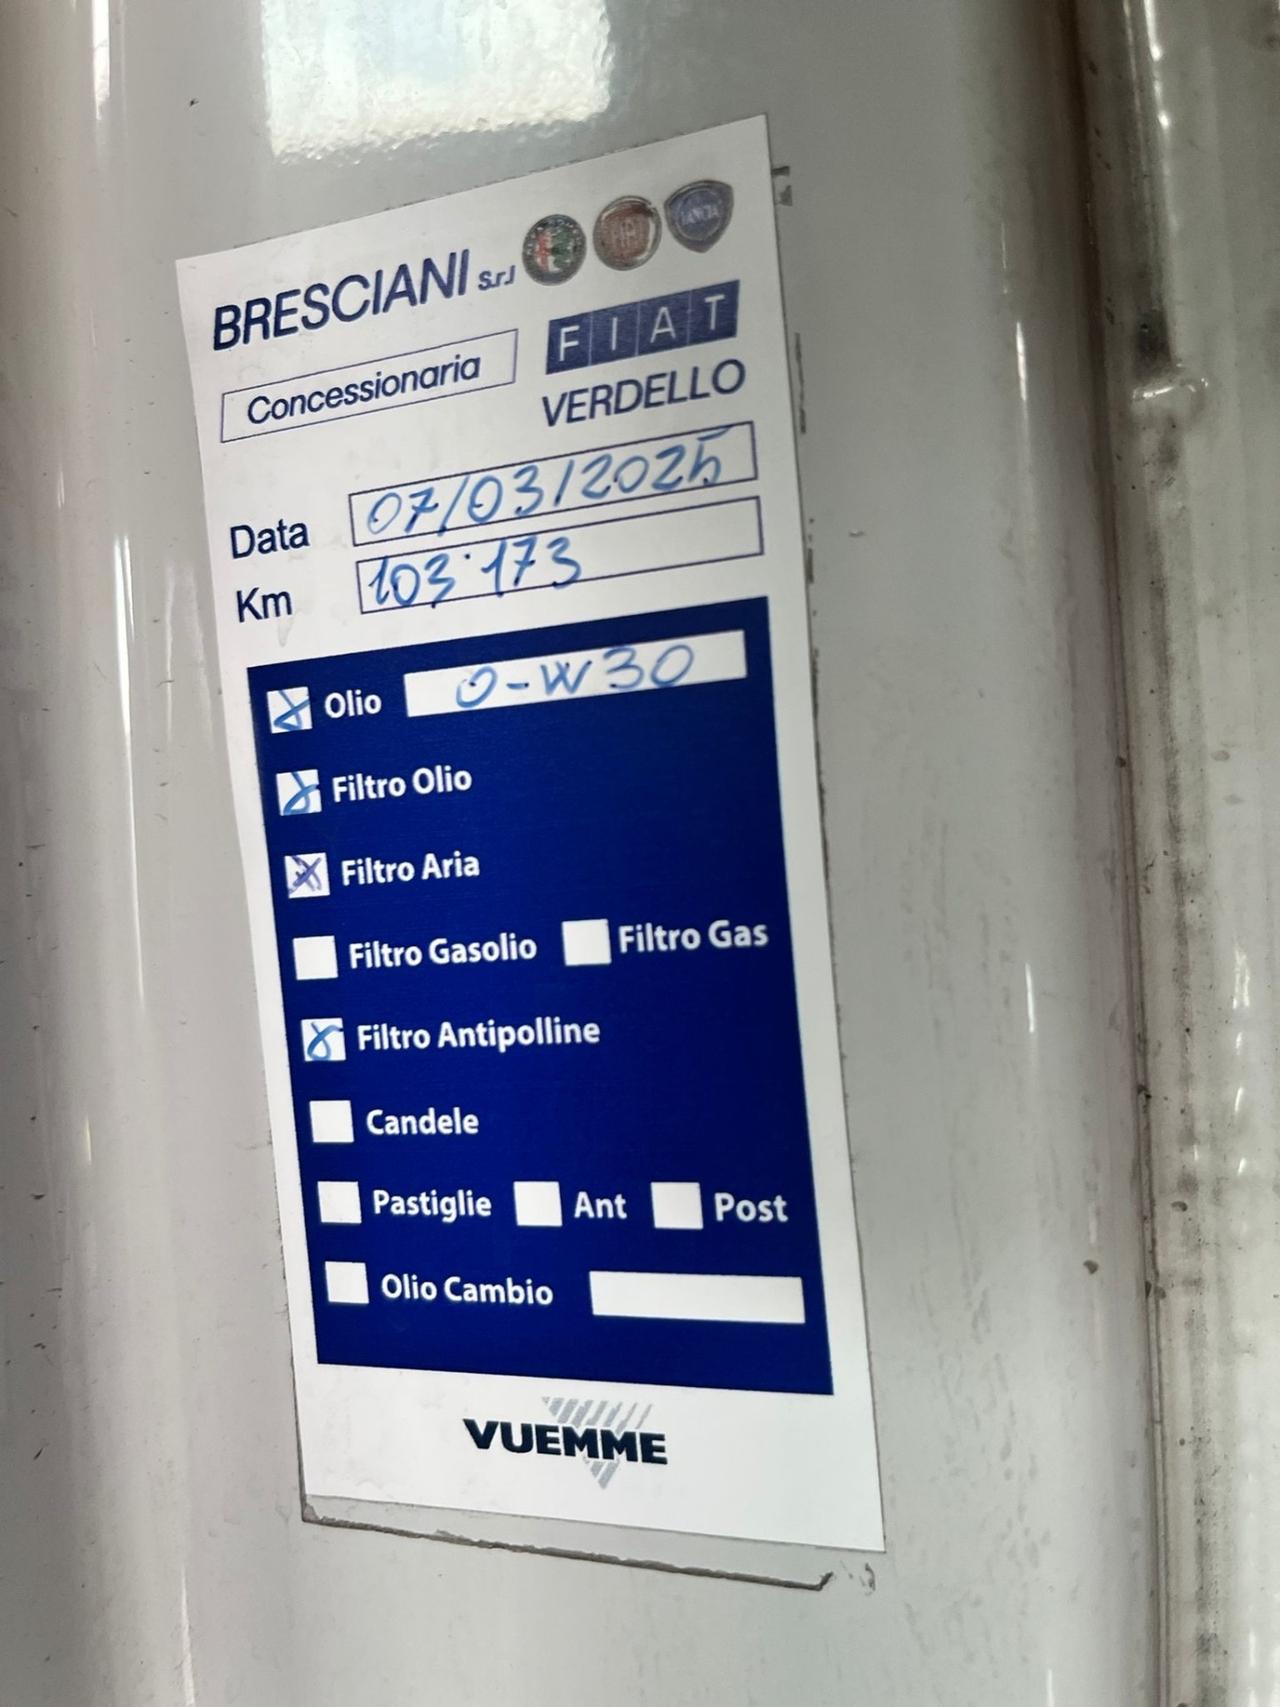 BRESCIANI s.r.l
LANCIA
FIAT
Concessionaria
VERDELLO
Data 07/03/2025
Km 103·173
Olio 0-W30
Filtro Olio
Filtro Aria
Filtro Gasolio Filtro Gas
Filtro Antipolline
Candele
Pastiglie Ant Post
Olio Cambio
VUEMME